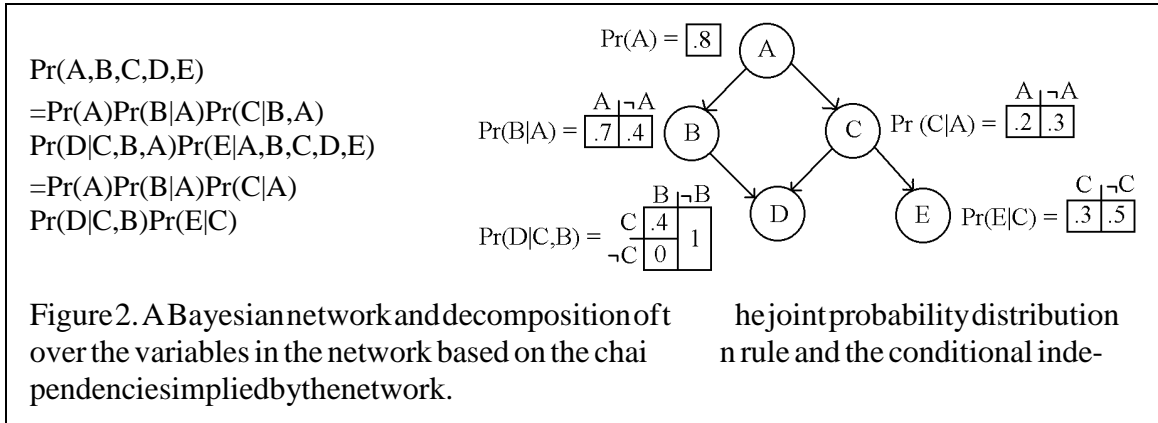 Pr(A,B,C,D,E)
=Pr(A)Pr(B|A)Pr(C|B,A)
Pr(D|C,B,A)Pr(E|A,B,C,D,E)
=Pr(A)Pr(B|A)Pr(C|A)
Pr(D|C,B)Pr(E|C)
Pr(A) = .8
A
A ¬A
Pr(B|A) = .7 .4
B
C
A ¬A
Pr (C|A) = .2 .3
B ¬B
Pr(D|C,B) = C .4 1
¬C 0
D
E
C ¬C
Pr(E|C) = .3 .5
Figure 2. A Bayesian network and decomposition of t he joint probability distribution
over the variables in the network based on the chai n rule and the conditional inde-
pendencies implied by the network.